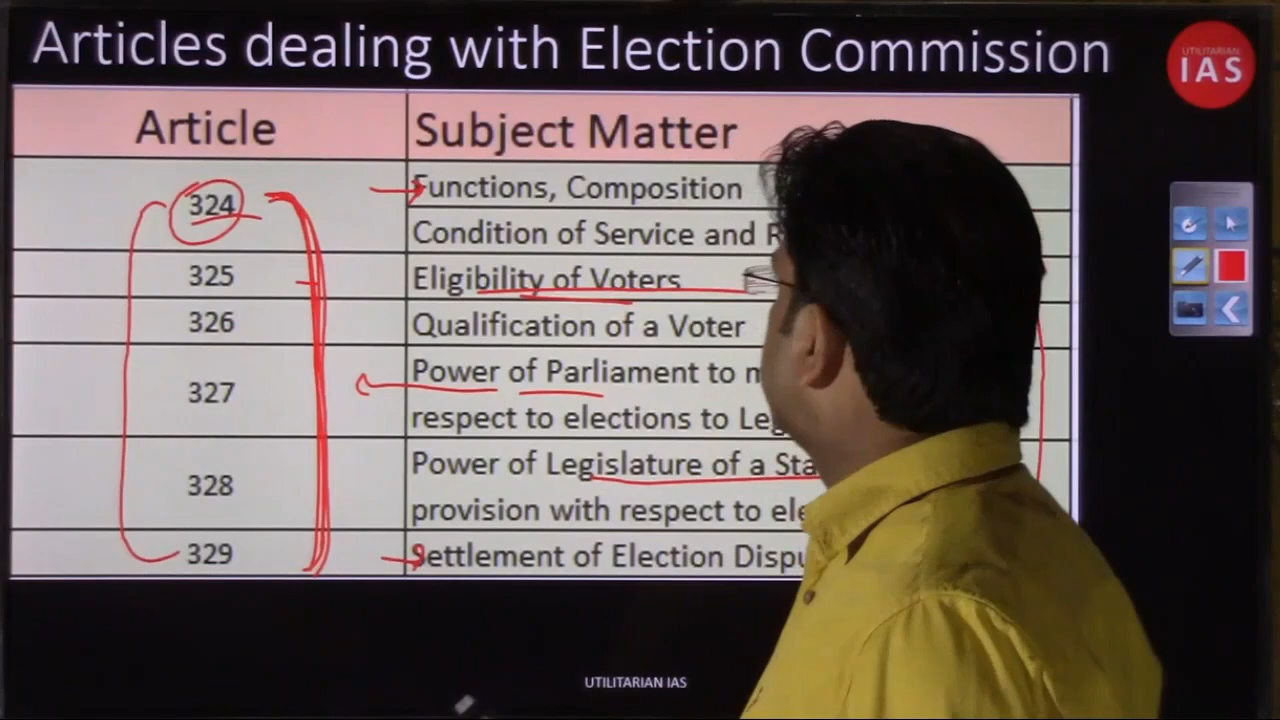 Articles dealing with Election Commission
UTILITARIAN
IAS
Article
Subject Matter
324
Functions, Composition
Condition of Service and
325
Eligibility of Voters
326
Qualification of a Voter
327
Power of Parliament to
respect to elections to
328
Power of Legislature of a
provision with respect to
329
Settlement of Election
UTILITARIAN IAS